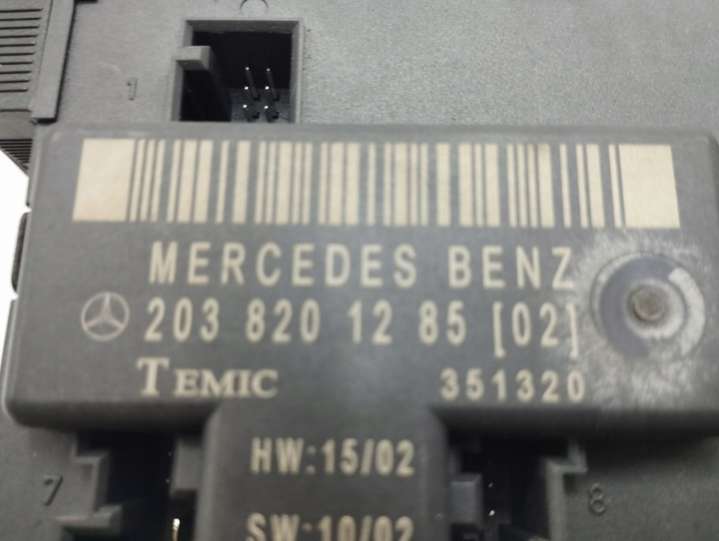 1
MERCEDES BENZ
203 820 12 85 [02]
TEMIC 351320
HW:15/02
7 8
SW:10/02